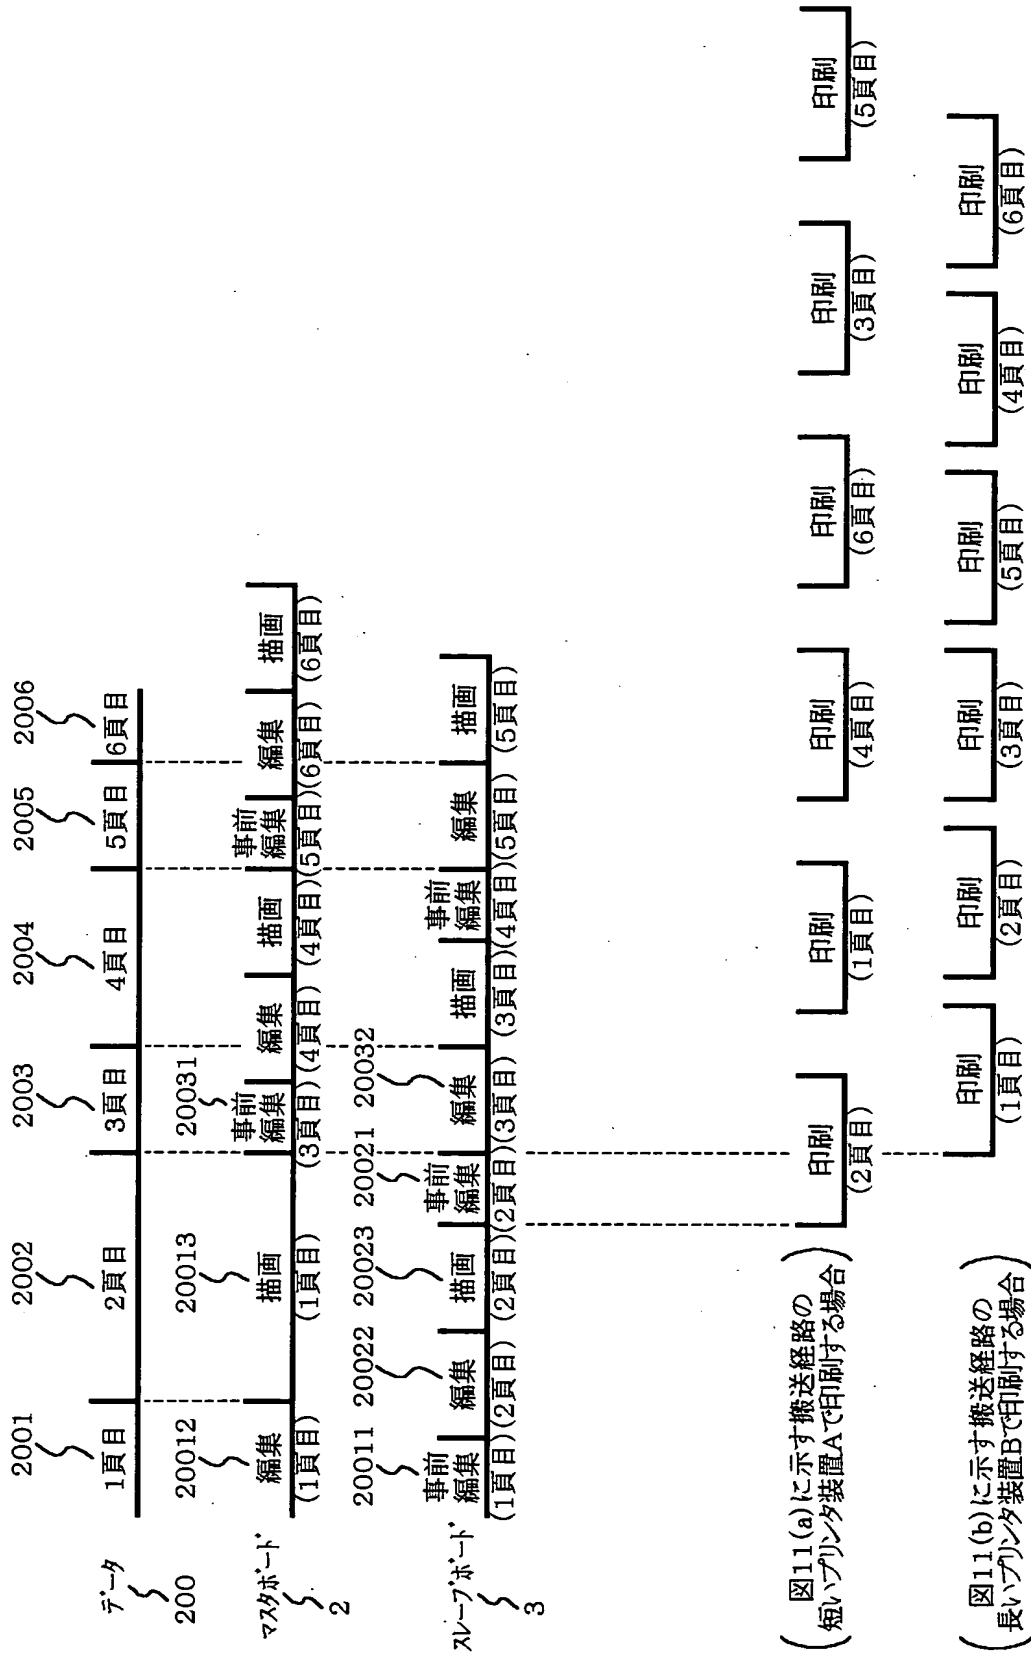 2001 2002 2003 2004 2005 2006
1頁目 2頁目 3頁目 4頁目 5頁目 6頁目
データ
200
20012 20013 20031
編集 描画 事前編集 編集 描画 事前編集 編集 描画
(1頁目) (1頁目) (3頁目) (4頁目) (4頁目) (5頁目) (6頁目) (6頁目)
マスタボード
2
20011 20022 20023 20021 20032
事前編集 編集 描画 事前編集 編集 描画 事前編集 編集 描画
(1頁目) (2頁目) (2頁目) (2頁目) (3頁目) (3頁目) (4頁目) (5頁目) (5頁目)
スレーブボード
3
印刷 印刷 印刷 印刷 印刷 印刷
(2頁目) (1頁目) (4頁目) (6頁目) (3頁目) (5頁目)
図11(a)に示す搬送経路の
短いプリンタ装置Aで印刷する場合
印刷 印刷 印刷 印刷 印刷 印刷
(1頁目) (2頁目) (3頁目) (5頁目) (4頁目) (6頁目)
図11(b)に示す搬送経路の
長いプリンタ装置Bで印刷する場合